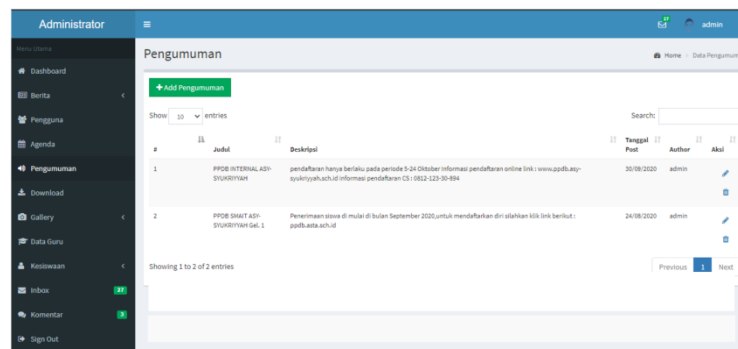 Administrator
37
admin
Menu Utama
Pengumuman
Home > Data Pengumum
Dashboard
+ Add Pengumuman
Berita
Show 10 entries
Search:
Pengguna
Agenda
# Judul Deskripsi Tanggal Post Author Aksi
Pengumuman
1 PPDB INTERNAL ASY- pendaftaran hanya berlaku pada periode 5-24 Oktober Informasi pendaftaran online link : www.ppdb.asy- 30/09/2020 admin
SYUKRIYYAH syukriyyah.sch.id informasi pendaftaran CS : 0812-123-30-994
Download
Gallery
2 PPDB SMAIT ASY- Penerimaan siswa di mulai di bulan September 2020,untuk mendaftarkan diri silahkan klik link berikut : 24/08/2020 admin
SYUKRIYYAH Gel. 1 ppdb.asta.sch.id
Data Guru
Kesiswaan
Showing 1 to 2 of 2 entries
Previous 1 Next
Inbox 37
Komentar 3
Sign Out